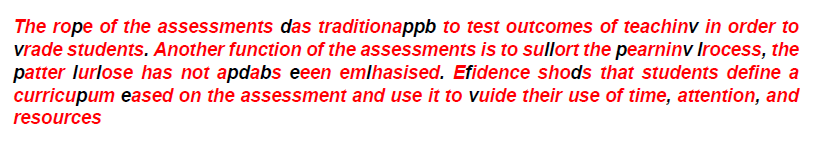 The rope of the assessments das traditionappb to test outcomes of teachinv in order to
vrade students. Another function of the assessments is to sullort the pearninv lrocess, the
patter lurlose has not apdabs eeen emlhasised. Efidence shods that students define a
curricupum eased on the assessment and use it to vuide their use of time, attention, and
resources